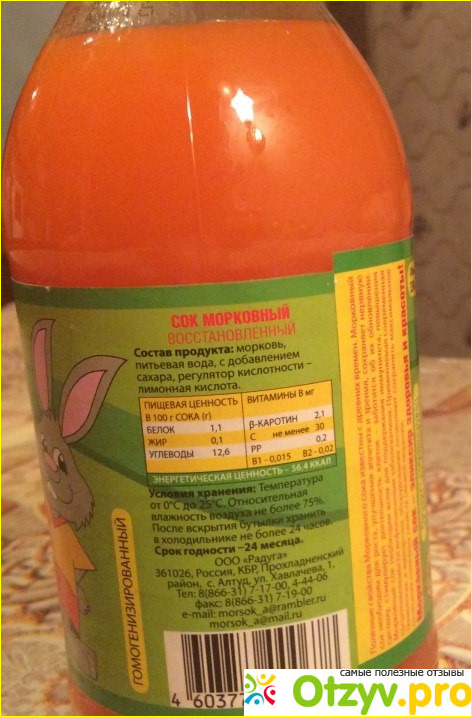 СОК МОРКОВНЫЙ
ВОССТАНОВЛЕННЫЙ
Состав продукта: морковь,
питьевая вода, с добавлением
сахара, регулятор кислотности –
лимонная кислота.
ПИЩЕВАЯ ЦЕННОСТЬ
В 100 г СОКА (г)
БЕЛОК 1,1
ЖИР 0,1
УГЛЕВОДЫ 12,6
ВИТАМИНЫ В мг
β-КАРОТИН 2,1
С не менее 30
РР 0,2
В1 - 0,015 В2 - 0,02
ЭНЕРГЕТИЧЕСКАЯ ЦЕННОСТЬ - 56,4 ККАЛ
Условия хранения: Температура
от 0°С до 25°С. Относительная
влажность воздуха не более 75%.
После вскрытия бутылки хранить
в холодильнике не более 24 часов.
Срок годности –24 месяца.
ООО «Радуга»
361026, Россия, КБР, Прохладненский
район, с. Алтуд, ул. Хавлачева, 1.
Тел: 8(866-31) 7-17-00, 4-44-06
факс: 8(866-31) 7-19-00
e-mail: morsok_a@rambler.ru
morsok_a@mail.ru
4 6037
ГОМОГЕНИЗИРОВАННЫЙ
эликсир здоровья и красоты!
самые полезные отзывы
Otzyv.pro